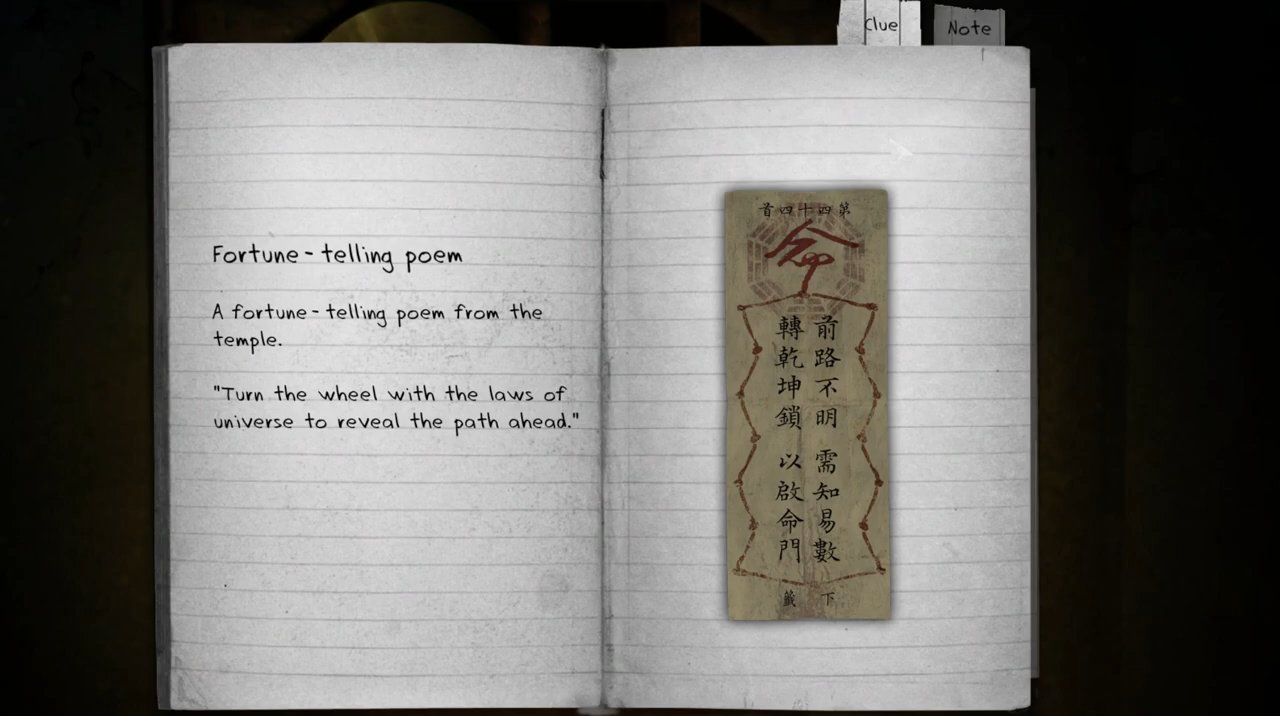 Clue
Note
Fortune-telling poem
A fortune-telling poem from the
temple.
"Turn the wheel with the laws of
universe to reveal the path ahead."
首四十四第
命
前路不明 需知易數
轉乾坤鎖 以啟命門
下
籤